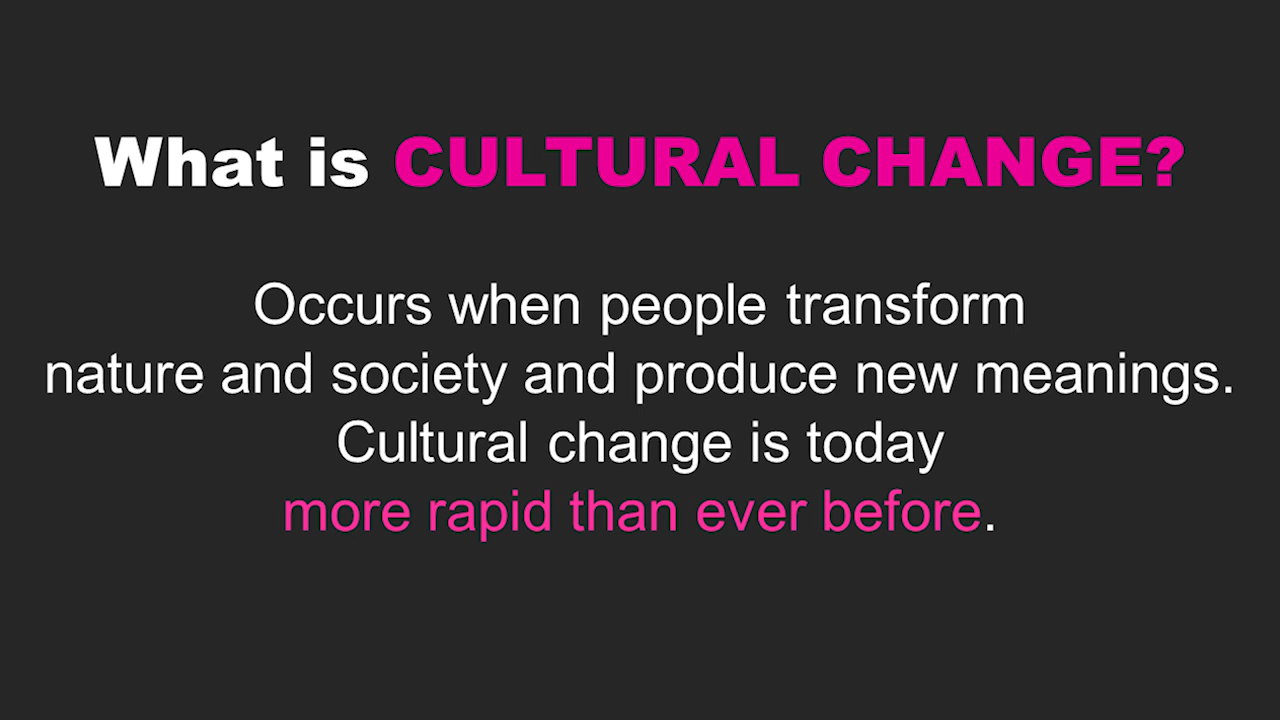 What is CULTURAL CHANGE?
Occurs when people transform
nature and society and produce new meanings.
Cultural change is today
more rapid than ever before.